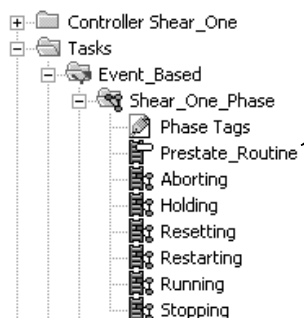 Controller Shear_One
Tasks
Event_Based
Shear_One_Phase
Phase Tags
Prestate_Routine
Aborting
Holding
Resetting
Restarting
Running
Stopping